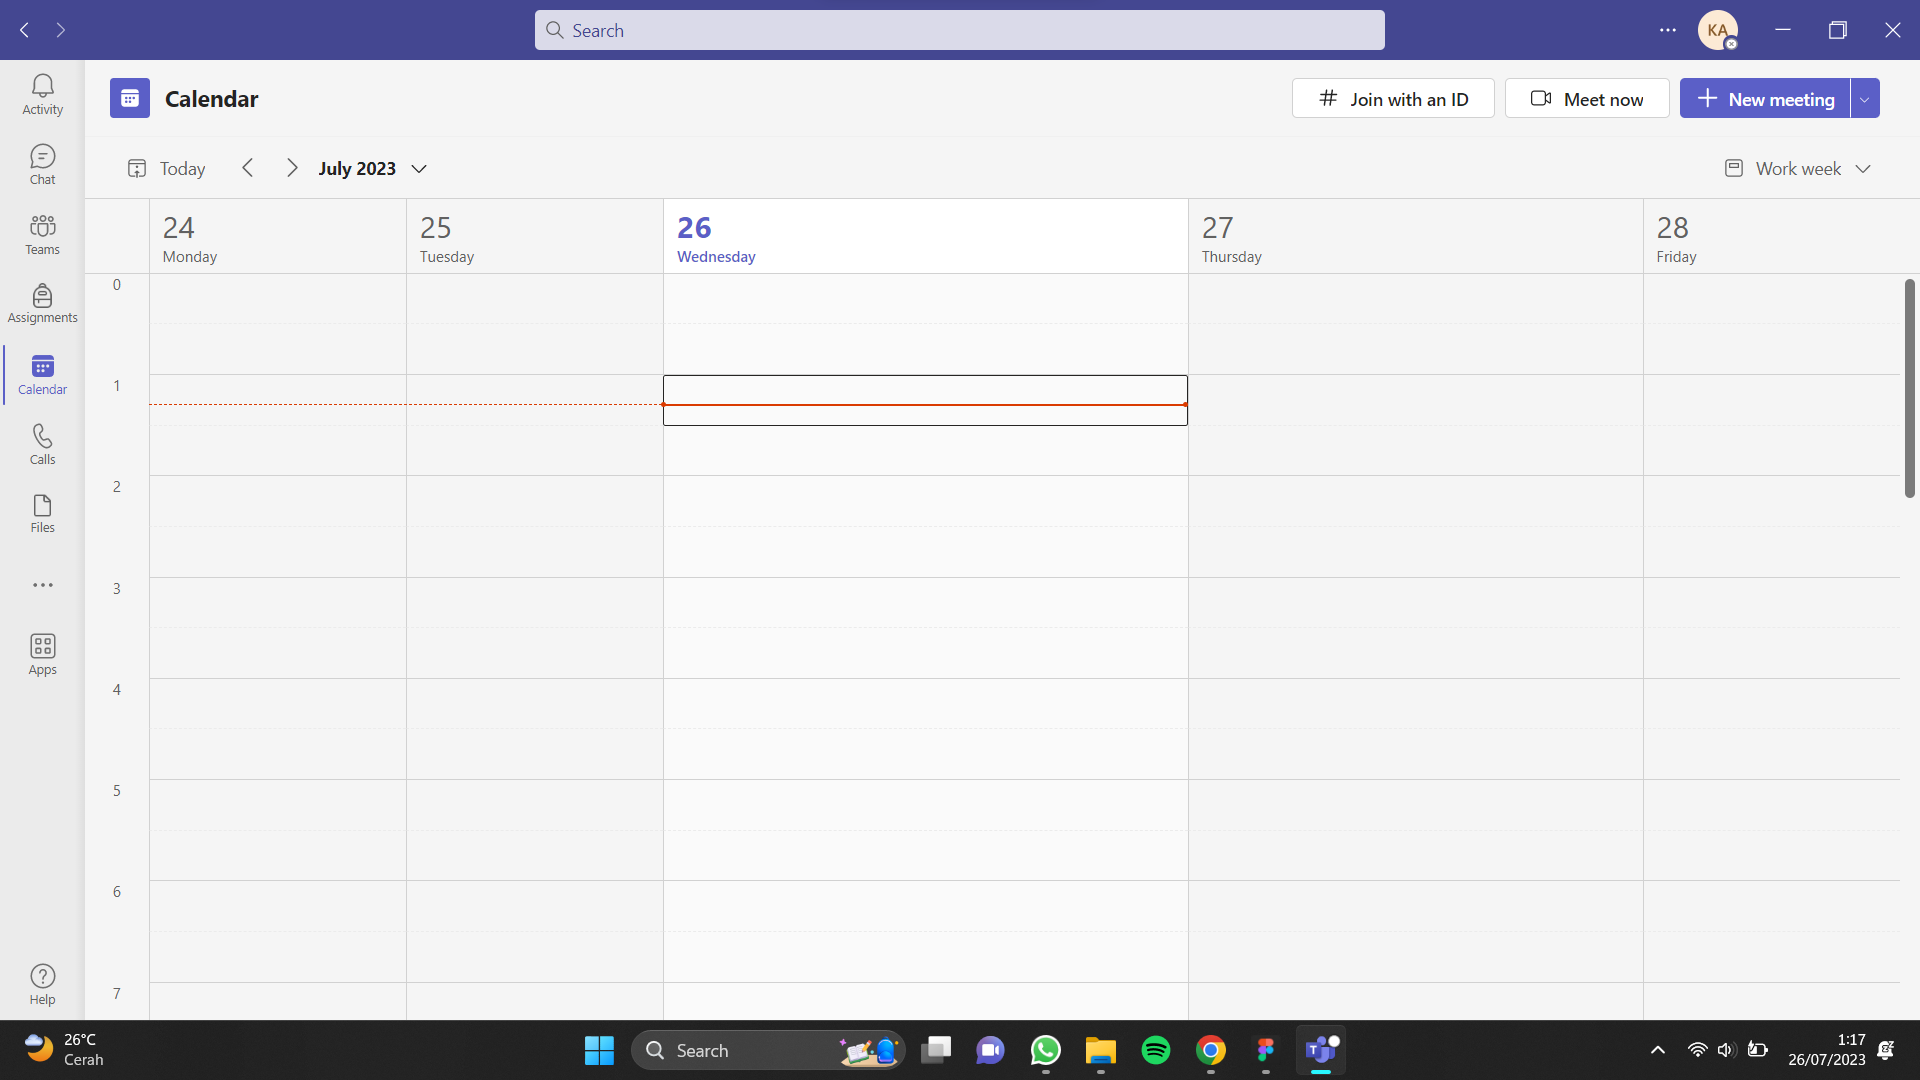 Search
KA
Activity
Chat
Teams
Assignments
Calendar
Calls
Files
Apps
Help
Calendar
Join with an ID
Meet now
New meeting
Today
July 2023
Work week
24
Monday
25
Tuesday
26
Wednesday
27
Thursday
28
Friday
0
1
2
3
4
5
6
7
26°C
Cerah
Search
1:17
26/07/2023